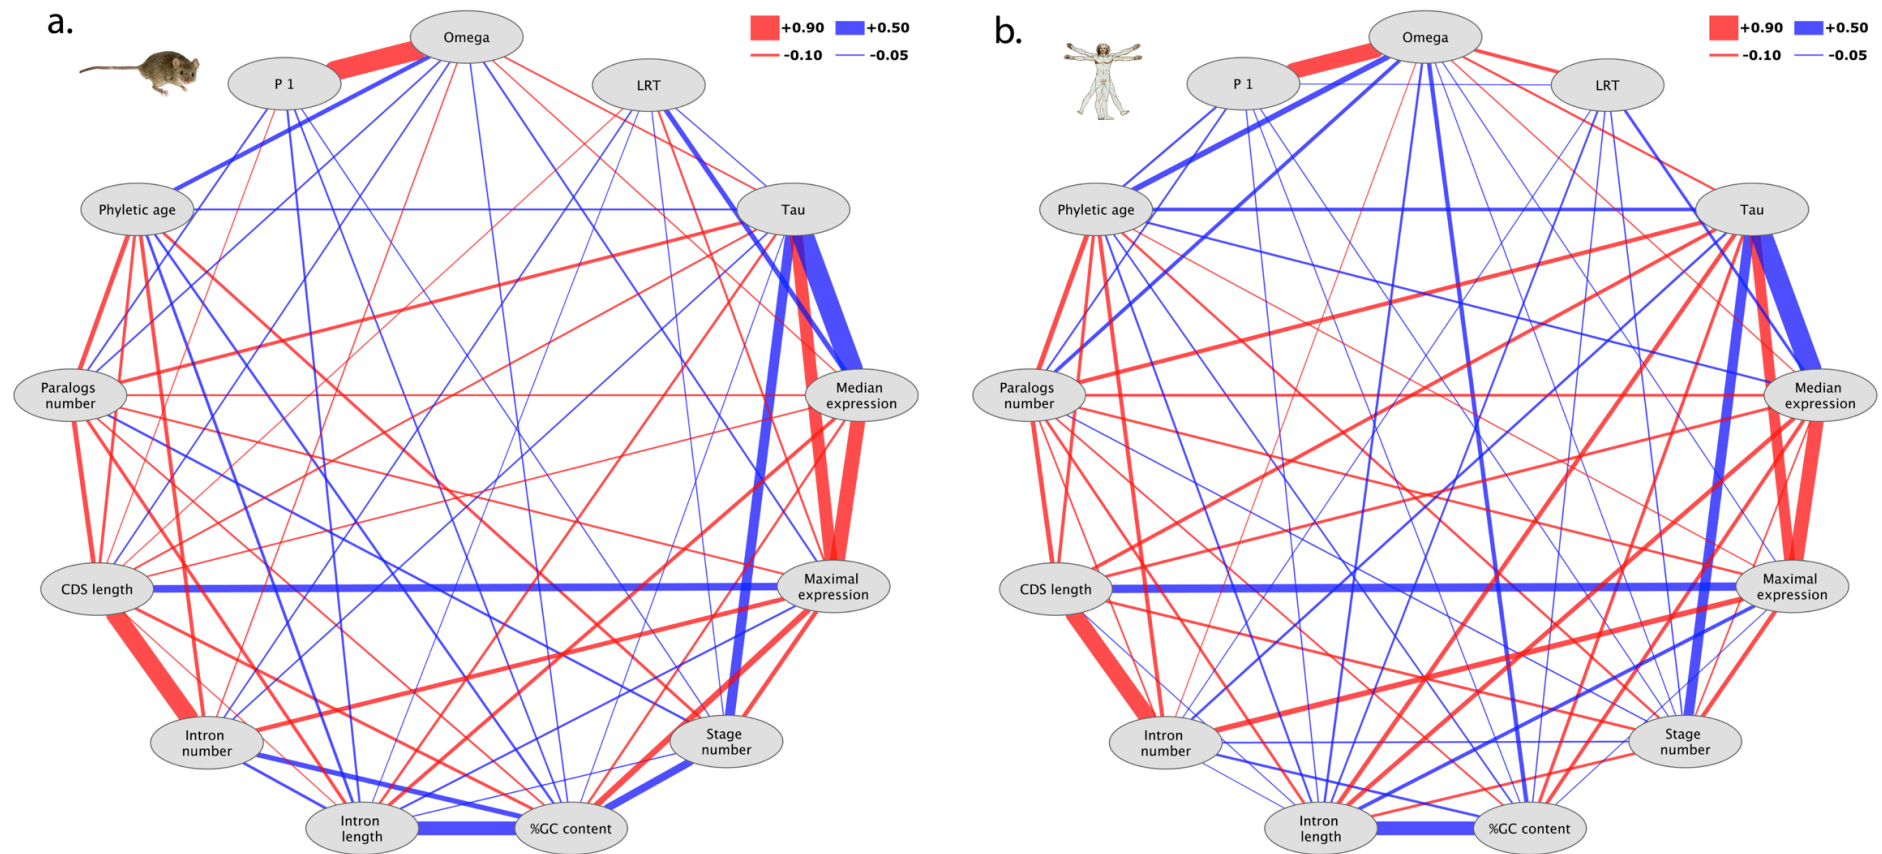 a.
+0.90 +0.50
-0.10 -0.05
Omega
P 1
LRT
Phyletic age
Tau
Paralogs
number
Median
expression
CDS length
Maximal
expression
Intron
number
Stage
number
Intron
length
%GC content
b.
+0.90 +0.50
-0.10 -0.05
Omega
P 1
LRT
Phyletic age
Tau
Paralogs
number
Median
expression
CDS length
Maximal
expression
Intron
number
Stage
number
Intron
length
%GC content